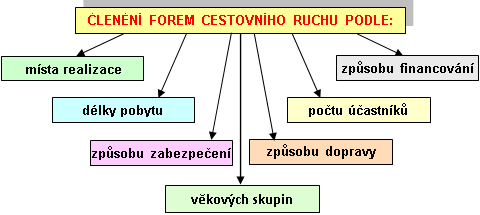 ČLENĚNÍ FOREM CESTOVNÍHO RUCHU PODLE:
místa realizace
způsobu financování
délky pobytu
počtu účastníků
způsobu zabezpečení
způsobu dopravy
věkových skupin